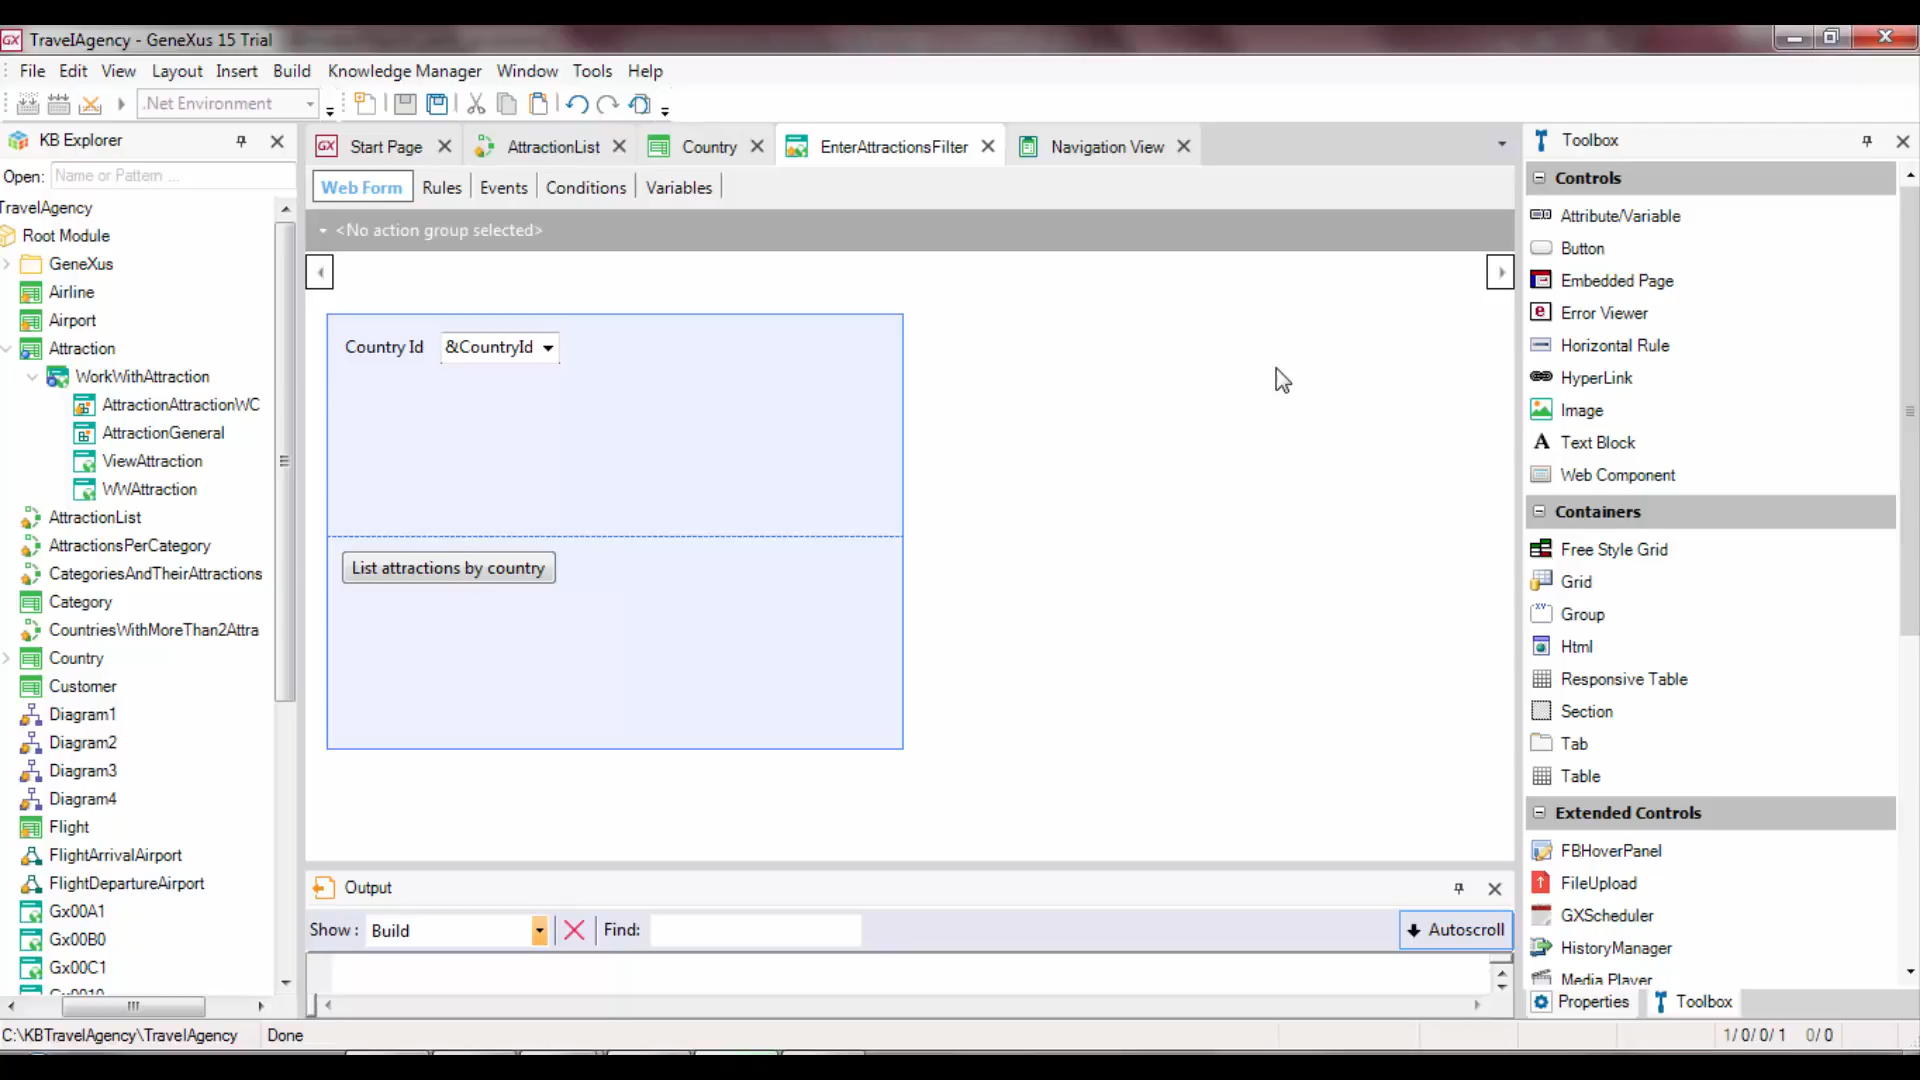 TravelAgency - GeneXus 15 Trial
File Edit View Layout Insert Build Knowledge Manager Window Tools Help
.Net Environment
KB Explorer
Open: Name or Pattern ...
TravelAgency
Root Module
GeneXus
Airline
Airport
Attraction
WorkWithAttraction
AttractionAttractionWC
AttractionGeneral
ViewAttraction
WWAttraction
AttractionList
AttractionsPerCategory
CategoriesAndTheirAttractions
Category
CountriesWithMoreThan2Attra
Country
Customer
Diagram1
Diagram2
Diagram3
Diagram4
Flight
FlightArrivalAirport
FlightDepartureAirport
Gx00A1
Gx00B0
Gx00C1
Start Page AttractionList Country EnterAttractionsFilter Navigation View
Web Form Rules Events Conditions Variables
<No action group selected>
Country Id &CountryId
List attractions by country
Output
Show : Build Find: Autoscroll
Toolbox
Controls
Attribute/Variable
Button
Embedded Page
Error Viewer
Horizontal Rule
HyperLink
Image
Text Block
Web Component
Containers
Free Style Grid
Grid
Group
Html
Responsive Table
Section
Tab
Table
Extended Controls
FBHoverPanel
FileUpload
GXScheduler
HistoryManager
Media Player
Properties Toolbox
C:\KBTravelAgency\TravelAgency Done 1/0/0/1 0/0